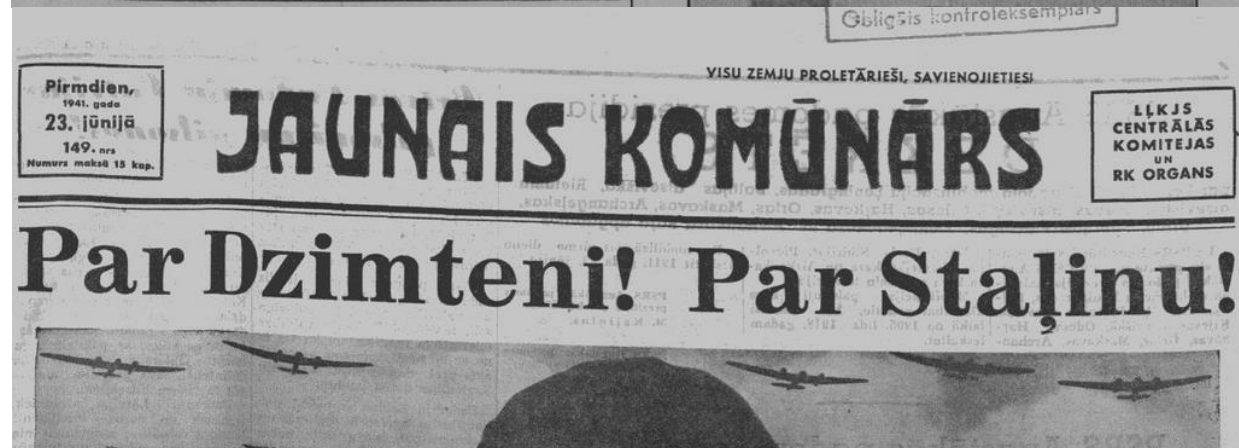 Obligāts kontroleksemplārs
Pirmdien,
1941. gada
23. jūnijā
149. nrs
Numurs maksā 15 kap.
VISU ZEMJU PROLETĀRIEŠI, SAVIENOJIETIES!
JAUNAIS KOMŪNĀRS
LĻKJS
CENTRĀLĀS
KOMITEJAS
UN
RK ORGANS
Par Dzimteni! Par Staļinu!